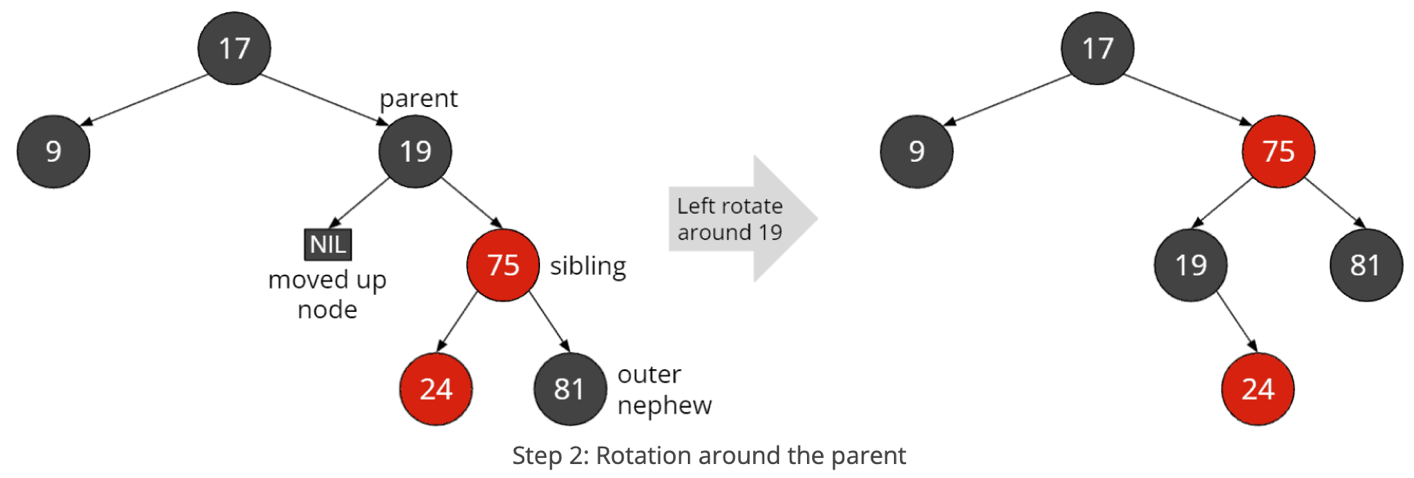 17
parent
9
19
NIL
moved up
node
75
sibling
24
81
outer
nephew
Left rotate
around 19
17
9
75
19
81
24
Step 2: Rotation around the parent